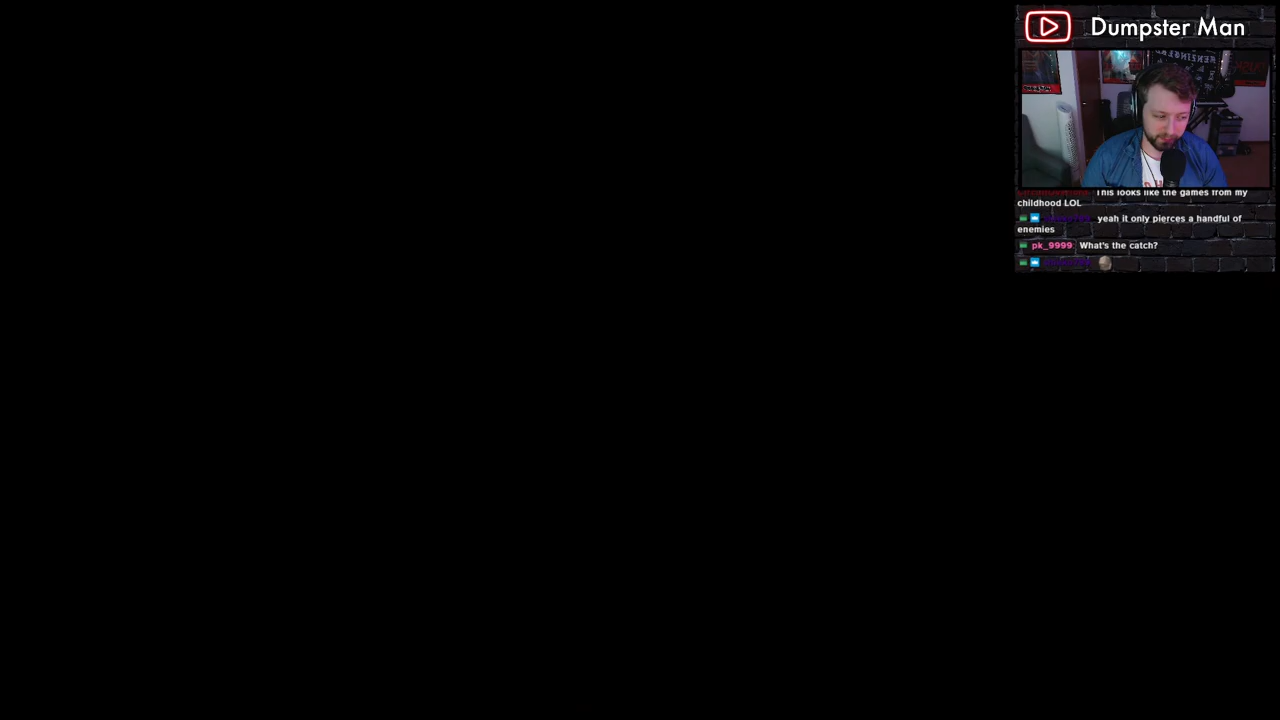 Dumpster Man
This looks like the games from my
childhood LOL
yeah it only pierces a handful of
enemies
pk_9999 What's the catch?